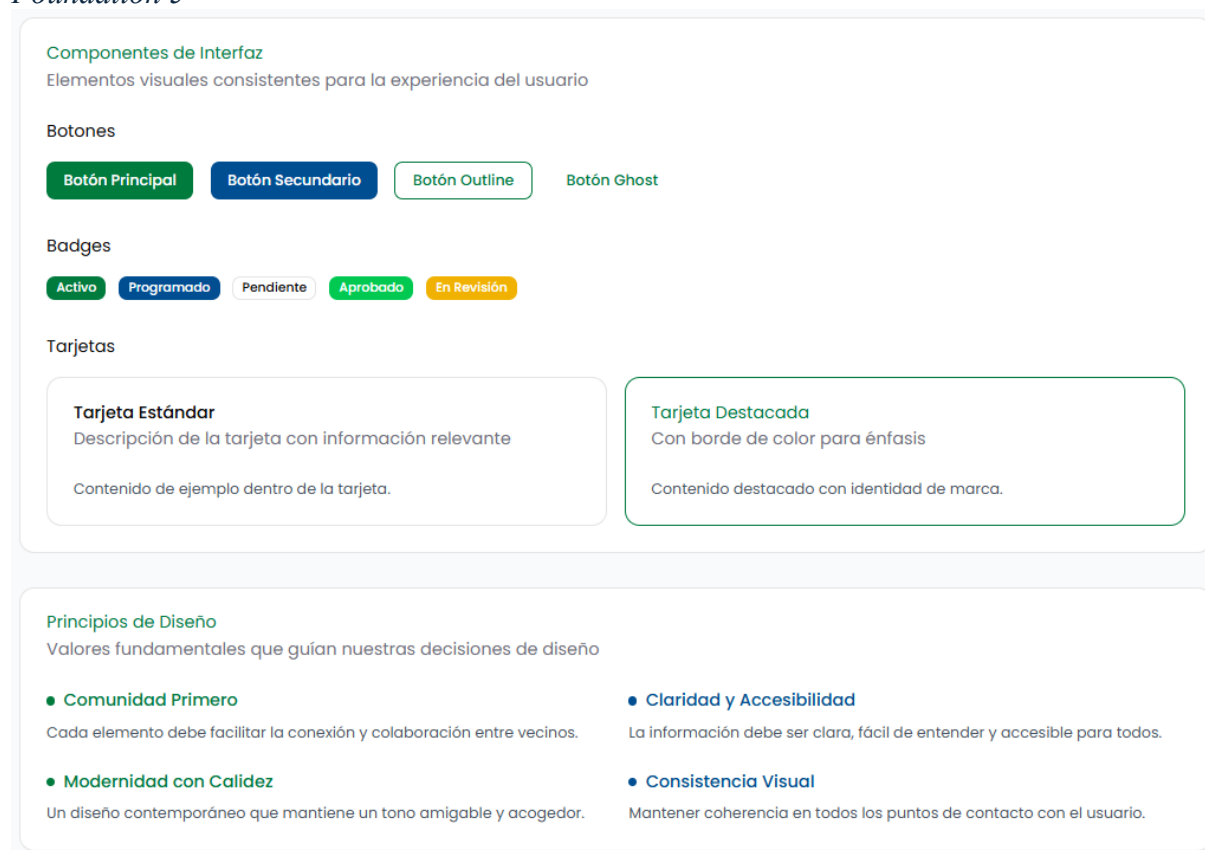 Componentes de Interfaz
Elementos visuales consistentes para la experiencia del usuario
Botones
Botón Principal Botón Secundario Botón Outline Botón Ghost
Badges
Activo Programado Pendiente Aprobado En Revisión
Tarjetas
Tarjeta Estándar
Descripción de la tarjeta con información relevante
Contenido de ejemplo dentro de la tarjeta.
Tarjeta Destacada
Con borde de color para énfasis
Contenido destacado con identidad de marca.
Principios de Diseño
Valores fundamentales que guían nuestras decisiones de diseño
• Comunidad Primero
Cada elemento debe facilitar la conexión y colaboración entre vecinos.
• Claridad y Accesibilidad
La información debe ser clara, fácil de entender y accesible para todos.
• Modernidad con Calidez
Un diseño contemporáneo que mantiene un tono amigable y acogedor.
• Consistencia Visual
Mantener coherencia en todos los puntos de contacto con el usuario.